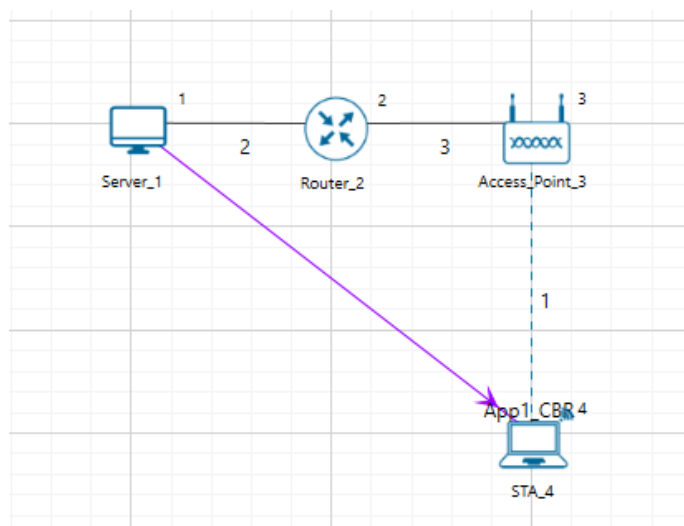 1
2
3
2
3
Server_1
Router_2
Access_Point_3
1
App1_CBR
4
STA_4